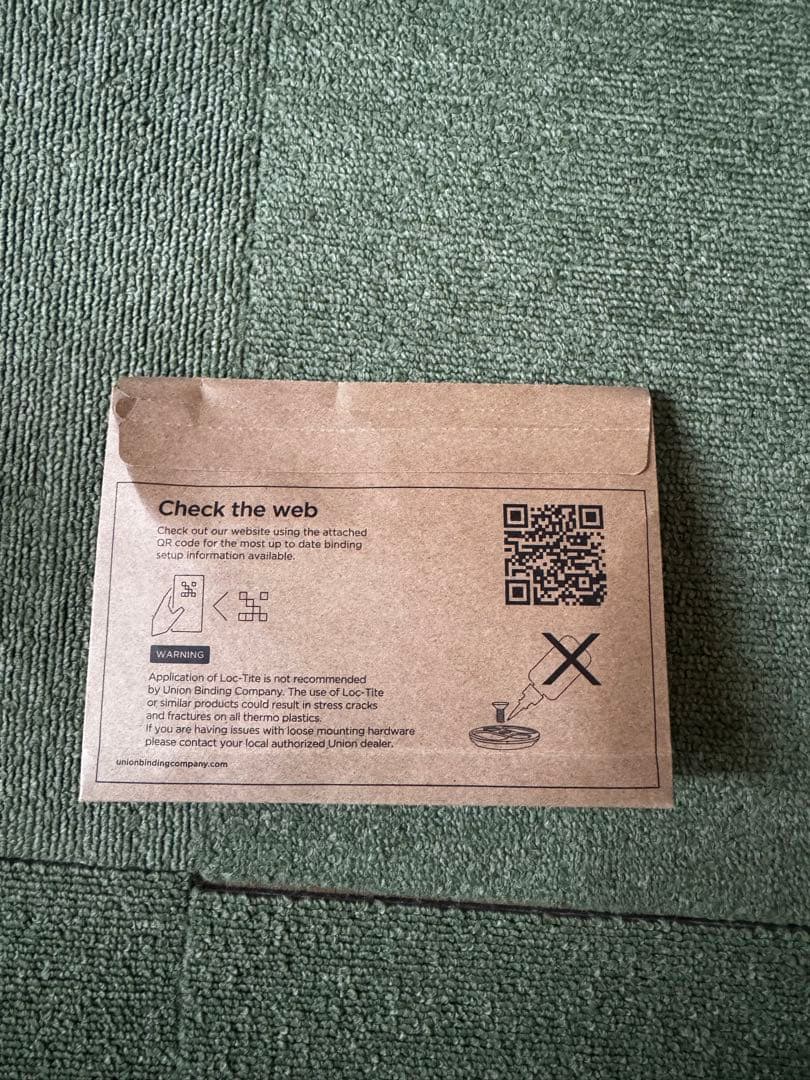 Check the web
Check out our website using the attached
QR code for the most up to date binding
setup information available.
WARNING
Application of Loc-Tite is not recommended
by Union Binding Company. The use of Loc-Tite
or similar products could result in stress cracks
and fractures on all thermo plastics.
If you are having issues with loose mounting hardware
please contact your local authorized Union dealer.
unionbindingcompany.com